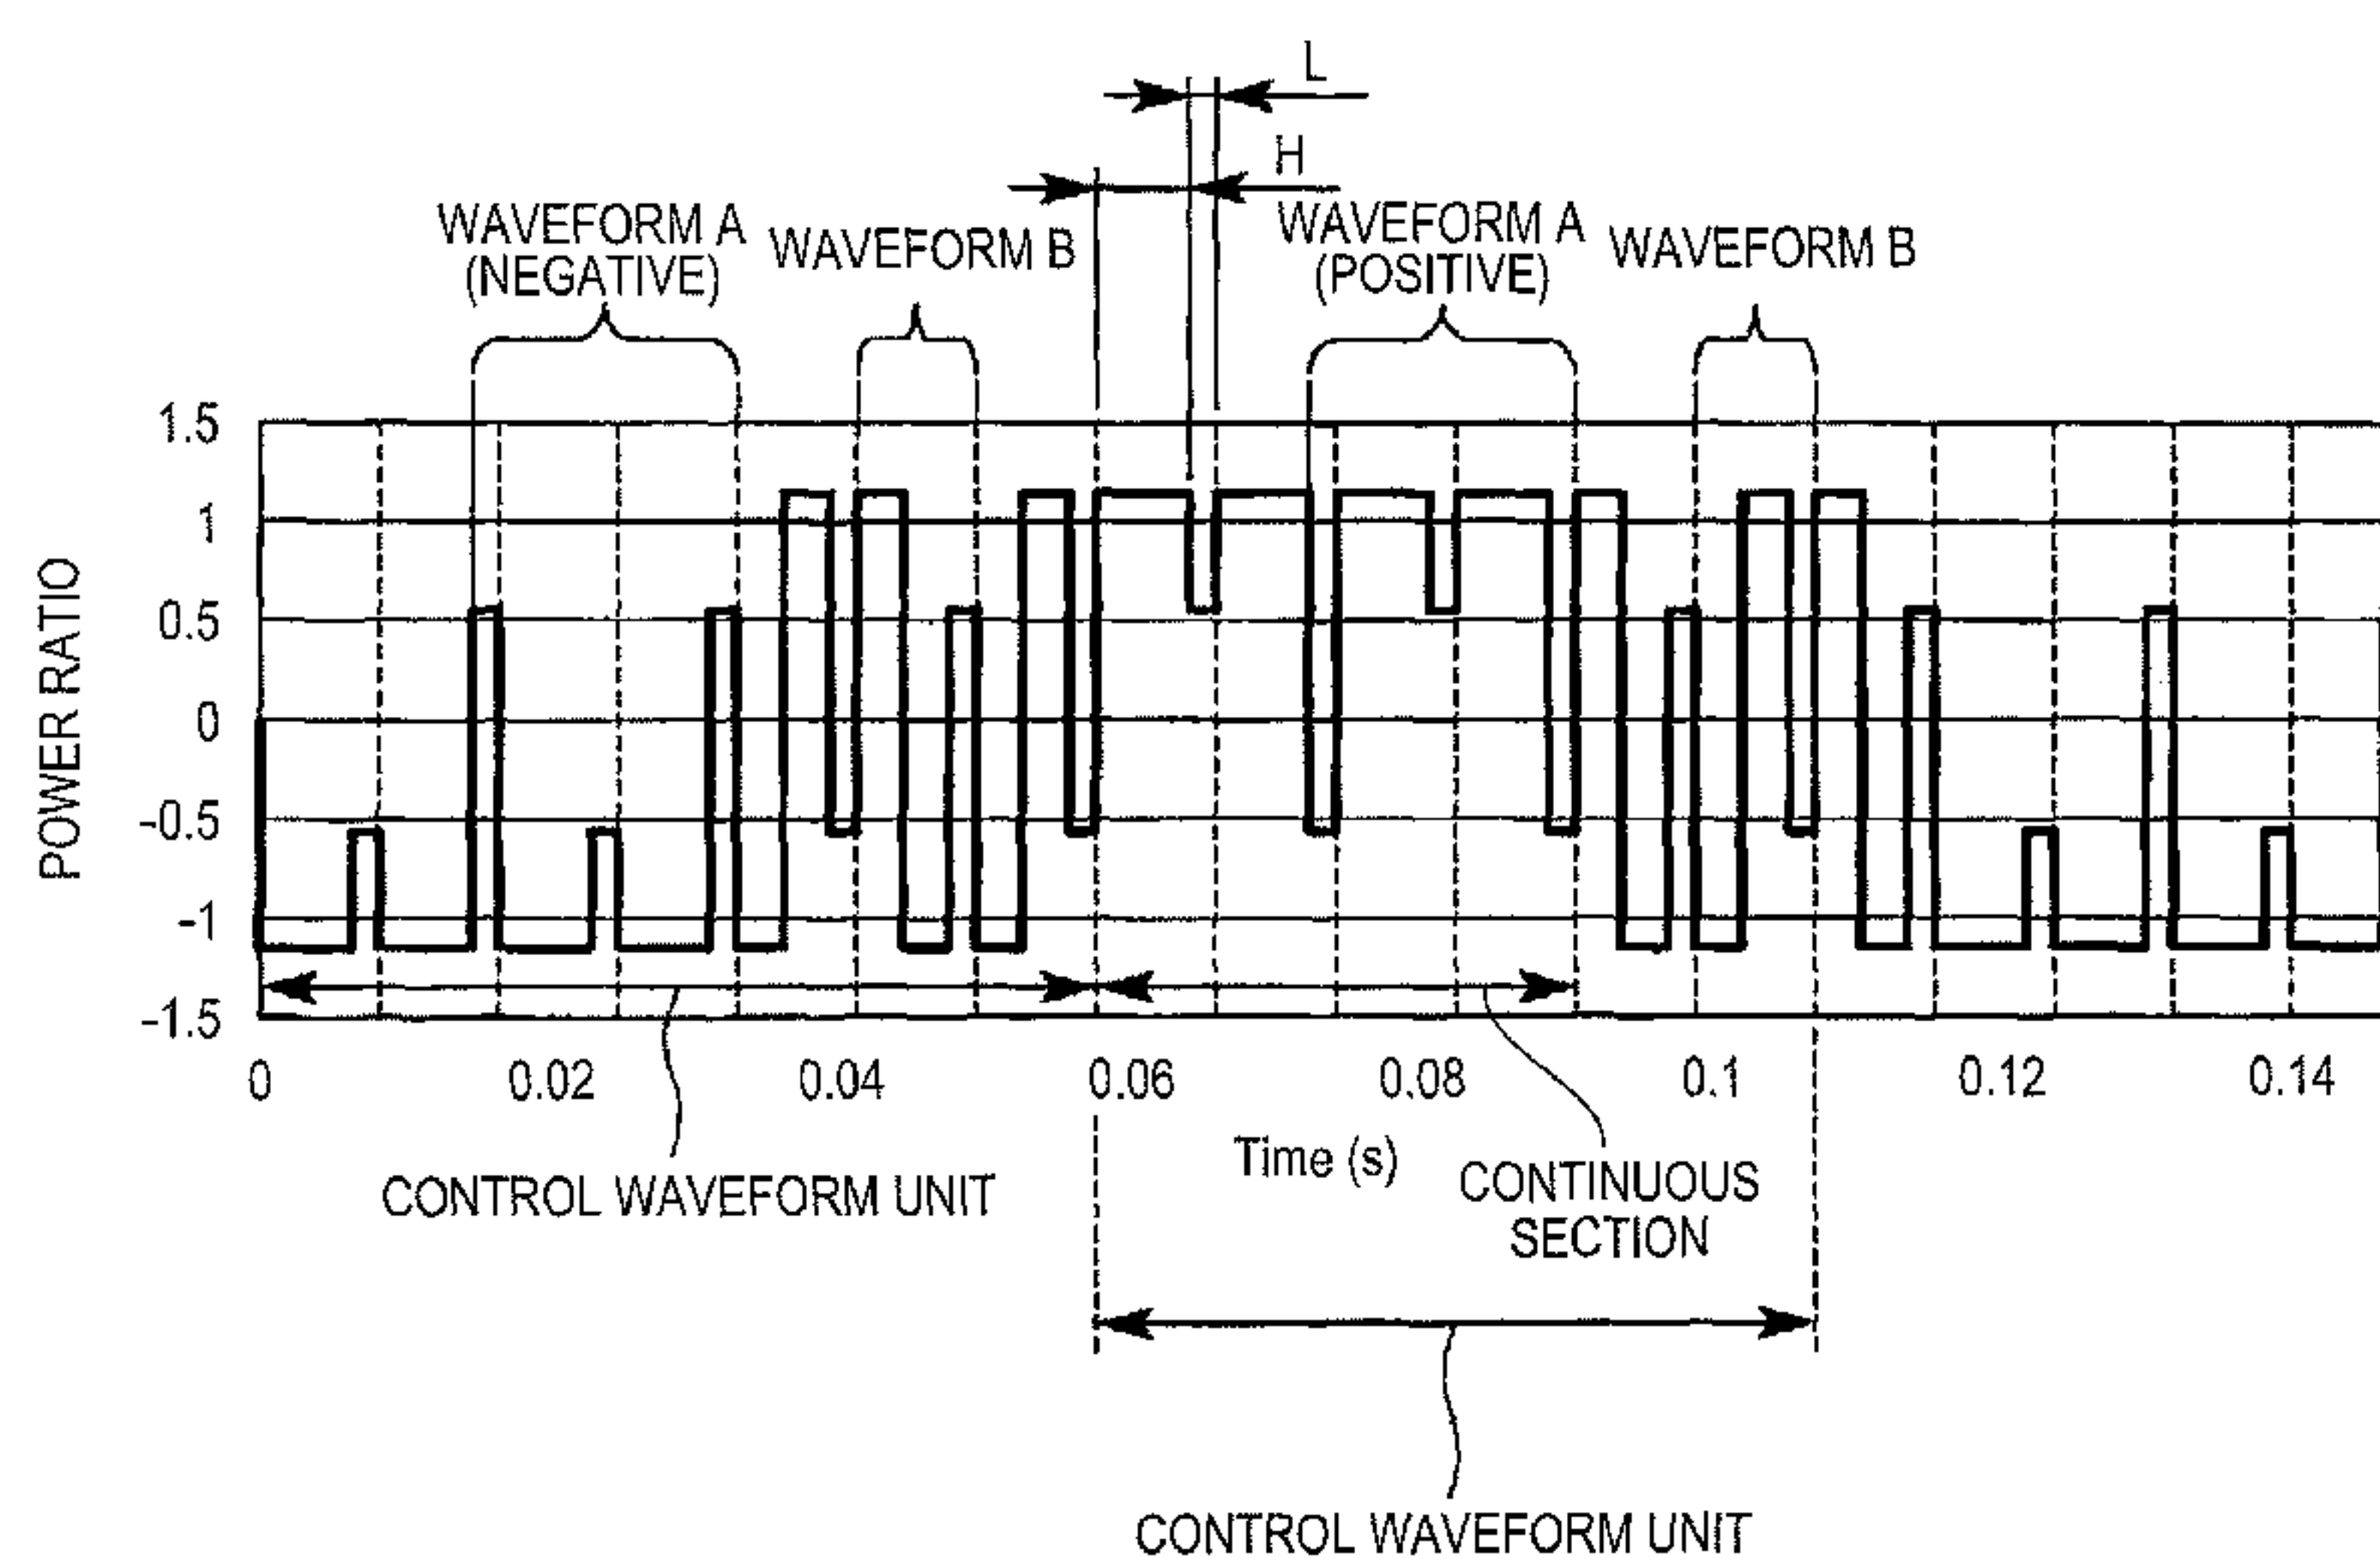 L
H
WAVEFORM A
(NEGATIVE)
WAVEFORM B
WAVEFORM A
(POSITIVE)
WAVEFORM B
POWER RATIO
1.5
1
0.5
0
-0.5
-1
-1.5
0 0.02 0.04 0.06 0.08 0.1 0.12 0.14
Time (s)
CONTROL WAVEFORM UNIT
CONTINUOUS
SECTION
CONTROL WAVEFORM UNIT